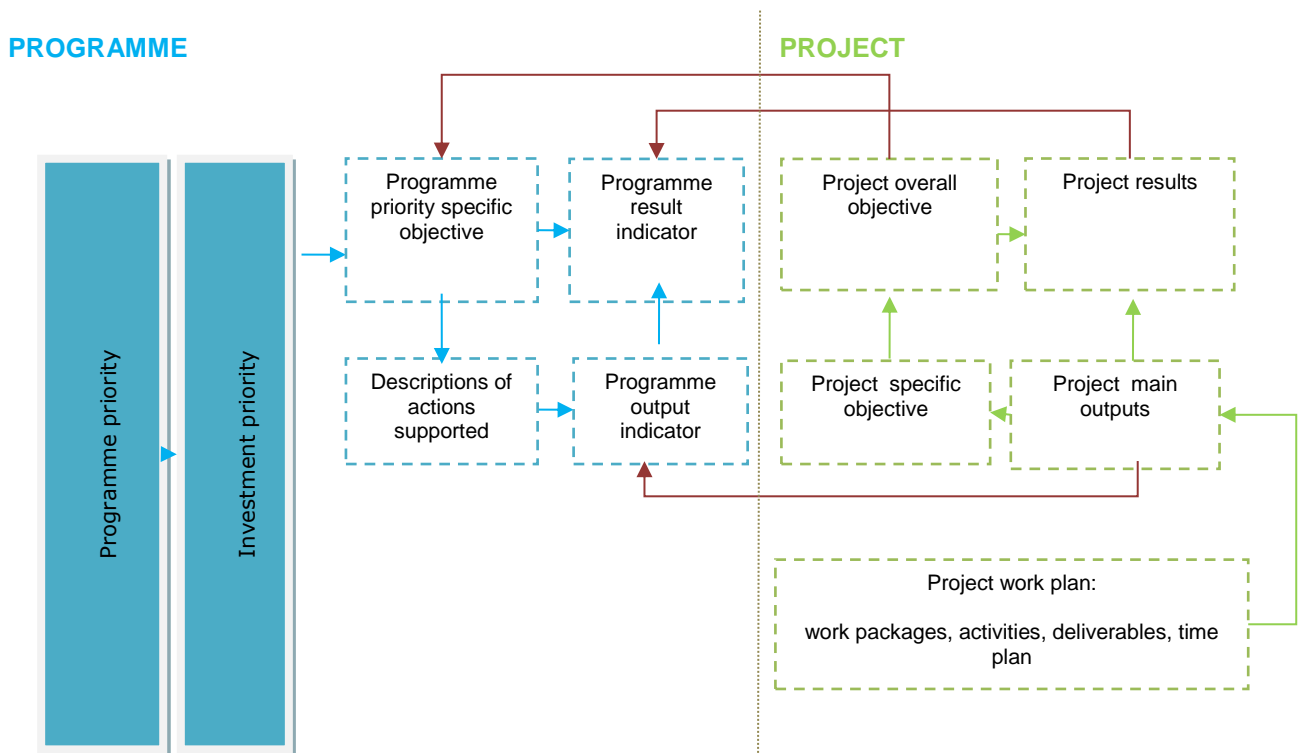 PROGRAMME
PROJECT
Programme priority
Investment priority
Programme
priority specific
objective
Programme
result
indicator
Project overall
objective
Project results
Descriptions of
actions
supported
Programme
output
indicator
Project  specific
objective
Project  main
outputs
Project work plan:
work packages, activities, deliverables, time
plan